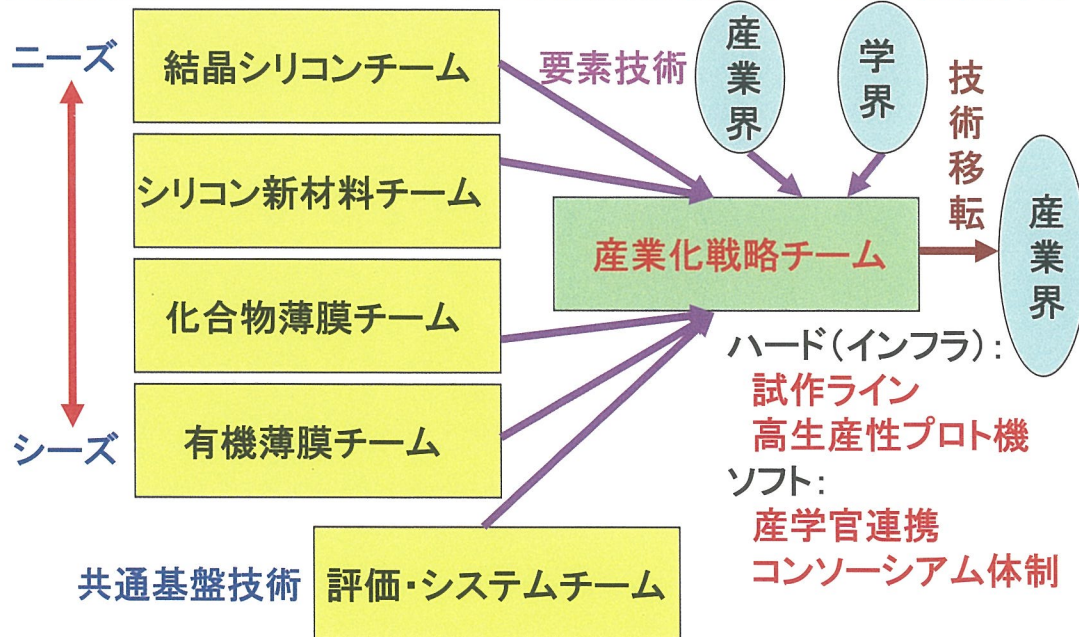 ニーズ
結晶シリコンチーム
シリコン新材料チーム
化合物薄膜チーム
有機薄膜チーム
シーズ
共通基盤技術
評価・システムチーム
要素技術
産業界
学界
技術移転
産業化戦略チーム
産業界
ハード(インフラ):
試作ライン
高生産性プロト機
ソフト:
産学官連携
コンソーシアム体制